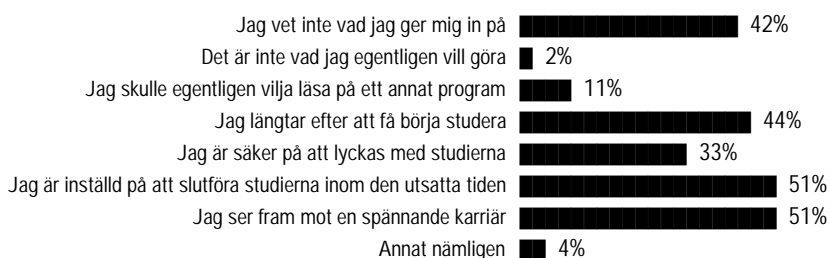 Jag vet inte vad jag ger mig in på 42%
Det är inte vad jag egentligen vill göra 2%
Jag skulle egentligen vilja läsa på ett annat program 11%
Jag längtar efter att få börja studera 44%
Jag är säker på att lyckas med studierna 33%
Jag är inställd på att slutföra studierna inom den utsatta tiden 51%
Jag ser fram mot en spännande karriär 51%
Annat nämligen 4%